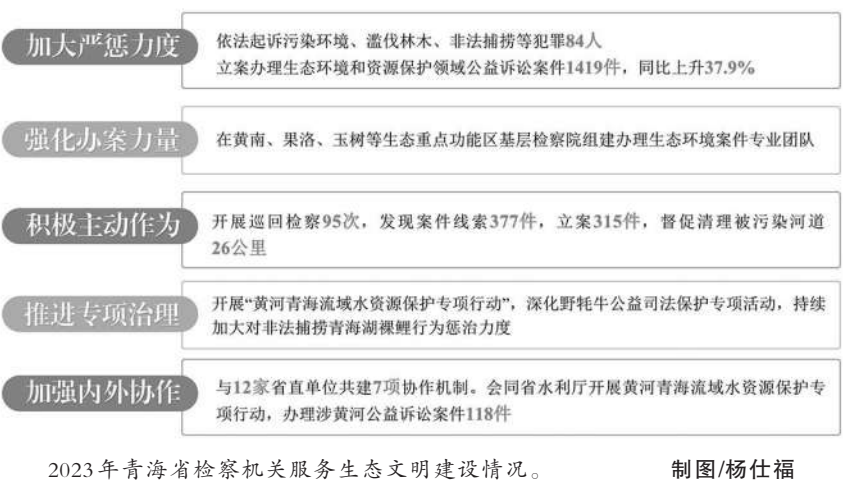 加大严惩力度
依法起诉污染环境、滥伐林木、非法捕捞等犯罪84人
立案办理生态环境和资源保护领域公益诉讼案件1419件，同比上升37.9%
强化办案力量
在黄南、果洛、玉树等生态重点功能区基层检察院组建办理生态环境案件专业团队
积极主动作为
开展巡回检察95次，发现案件线索377件，立案315件，督促清理被污染河道
26公里
推进专项治理
开展“黄河青海流域水资源保护专项行动”，深化野牦牛公益司法保护专项活动，持续
加大对非法捕捞青海湖裸鲤行为惩治力度
加强内外协作
与12家省直单位共建7项协作机制。会同省水利厅开展黄河青海流域水资源保护专
项行动，办理涉黄河公益诉讼案件118件
2023年青海省检察机关服务生态文明建设情况。 制图/杨仕福